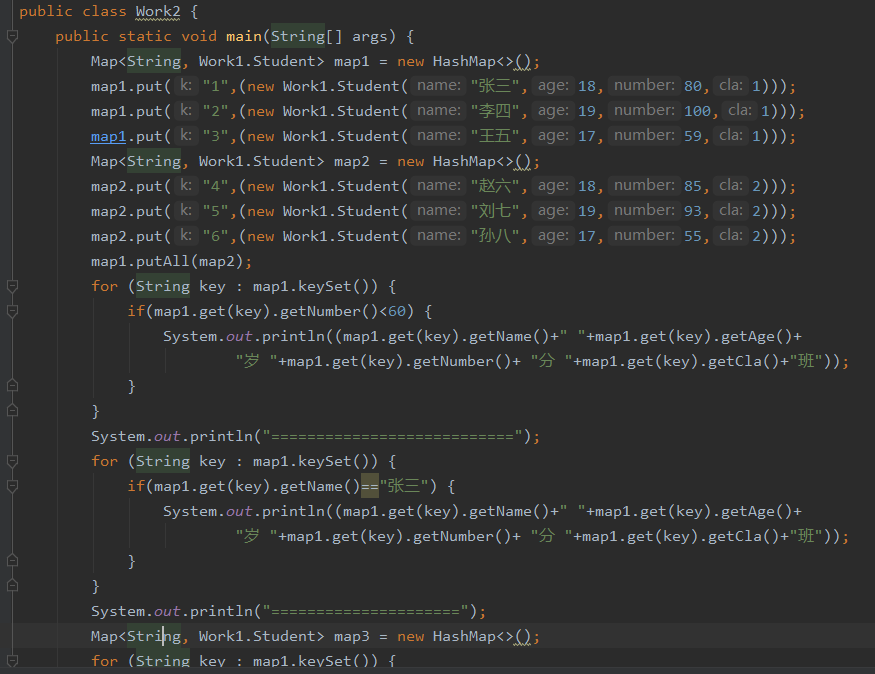 public class Work2 {
public static void main(String[] args) {
Map<String, Work1.Student> map1 = new HashMap<>();
map1.put( k: "1",(new Work1.Student( name: "张三", age: 18, number: 80, cla: 1)));
map1.put( k: "2",(new Work1.Student( name: "李四", age: 19, number: 100, cla: 1)));
map1.put( k: "3",(new Work1.Student( name: "王五", age: 17, number: 59, cla: 1)));
Map<String, Work1.Student> map2 = new HashMap<>();
map2.put( k: "4",(new Work1.Student( name: "赵六", age: 18, number: 85, cla: 2)));
map2.put( k: "5",(new Work1.Student( name: "刘七", age: 19, number: 93, cla: 2)));
map2.put( k: "6",(new Work1.Student( name: "孙八", age: 17, number: 55, cla: 2)));
map1.putAll(map2);
for (String key : map1.keySet()) {
if(map1.get(key).getNumber()<60) {
System.out.println((map1.get(key).getName()+" "+map1.get(key).getAge()+
"岁 "+map1.get(key).getNumber()+ "分 "+map1.get(key).getCla()+"班"));
}
}
System.out.println("===========================");
for (String key : map1.keySet()) {
if(map1.get(key).getName()=="张三") {
System.out.println((map1.get(key).getName()+" "+map1.get(key).getAge()+
"岁 "+map1.get(key).getNumber()+ "分 "+map1.get(key).getCla()+"班"));
}
}
System.out.println("=====================");
Map<String, Work1.Student> map3 = new HashMap<>();
for (String key : map1.keySet()) {